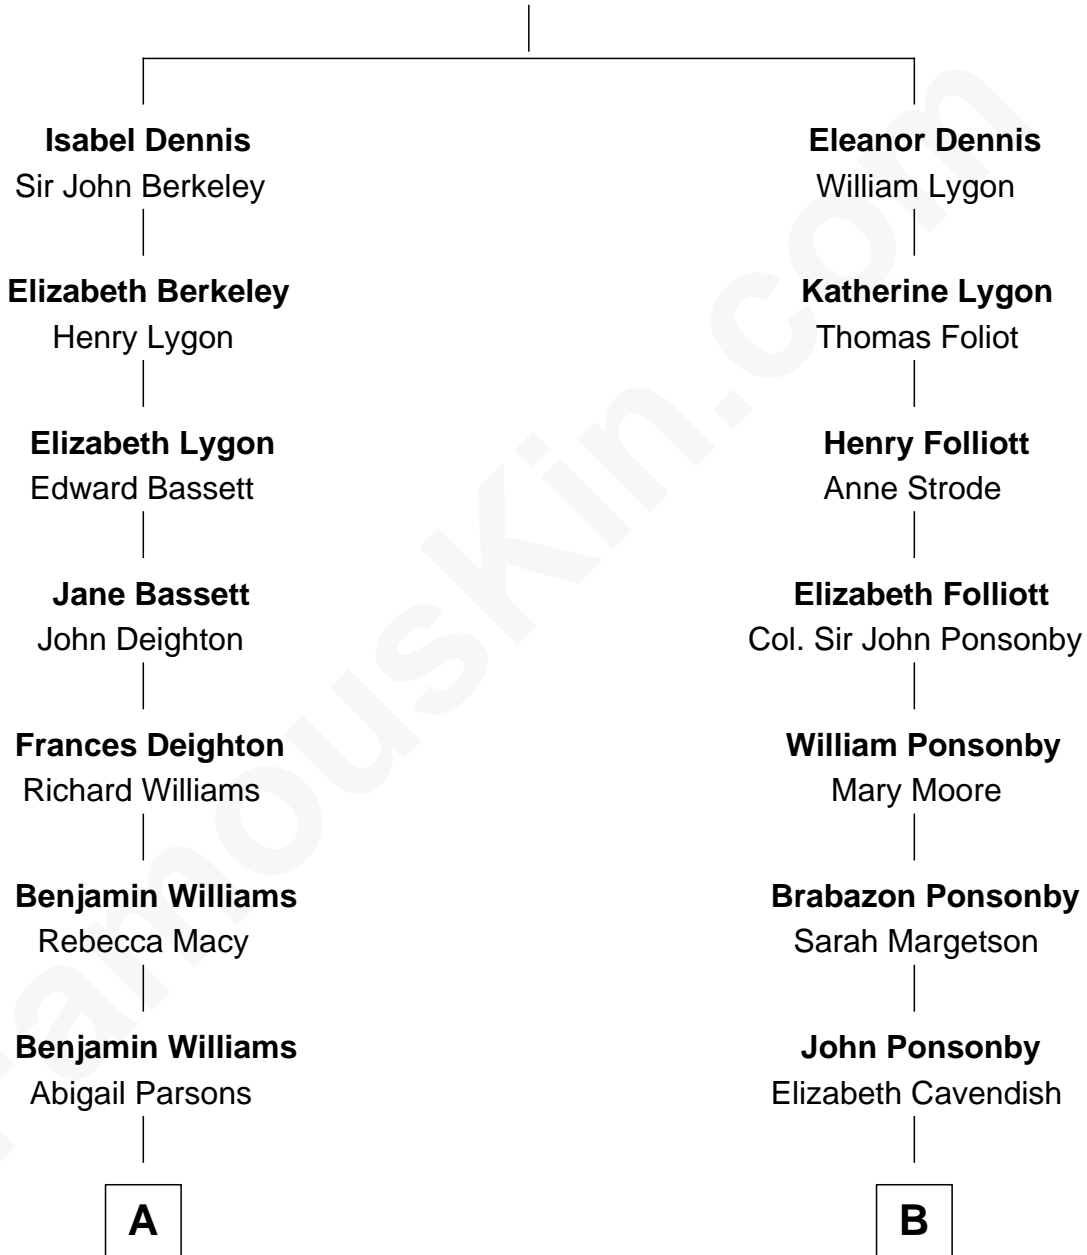 Isabel Dennis
Sir John Berkeley
Elizabeth Berkeley
Henry Lygon
Elizabeth Lygon
Edward Bassett
Jane Bassett
John Deighton
Frances Deighton
Richard Williams
Benjamin Williams
Rebecca Macy
Benjamin Williams
Abigail Parsons
A
Eleanor Dennis
William Lygon
Katherine Lygon
Thomas Foliot
Henry Folliott
Anne Strode
Elizabeth Folliott
Col. Sir John Ponsonby
William Ponsonby
Mary Moore
Brabazon Ponsonby
Sarah Margetson
John Ponsonby
Elizabeth Cavendish
B
FamousKin.com